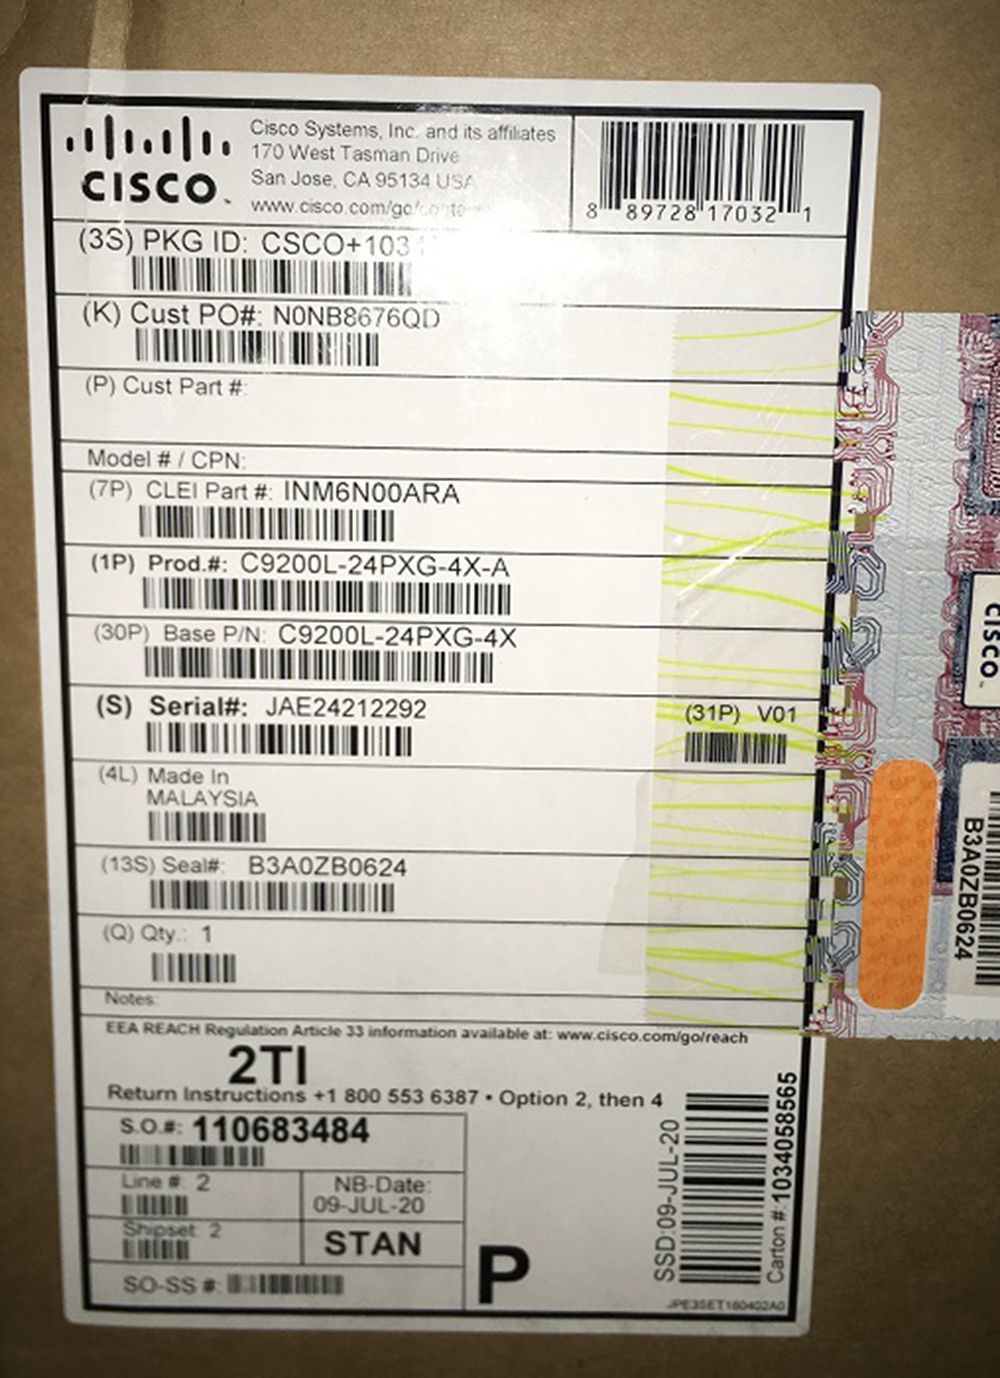 CISCO
Cisco Systems, Inc. and its affiliates
170 West Tasman Drive
San Jose, CA 95134 USA
www.cisco.com/go/
8 89728 17032 1
(3S) PKG ID: CSCO+103
(K) Cust PO#: N0NB8676QD
(P) Cust Part #:
Model # / CPN:
(7P) CLEI Part #: INM6N00ARA
(1P) Prod.#: C9200L-24PXG-4X-A
(30P) Base P/N: C9200L-24PXG-4X
(S) Serial#: JAE24212292
(31P) V01
(4L) Made In
MALAYSIA
(13S) Seal#: B3A0ZB0624
(Q) Qty.: 1
Notes:
EEA REACH Regulation Article 33 information available at: www.cisco.com/go/reach
2TI
Return Instructions +1 800 553 6387 • Option 2, then 4
S.O.#: 110683484
Line #: 2
NB-Date:
09-JUL-20
Shipset: 2
STAN
SO-SS #:
P
SSD:09-JUL-20
Carton #:1034058565
JPE3SET160402A0
CISCO
B3A0ZB0624